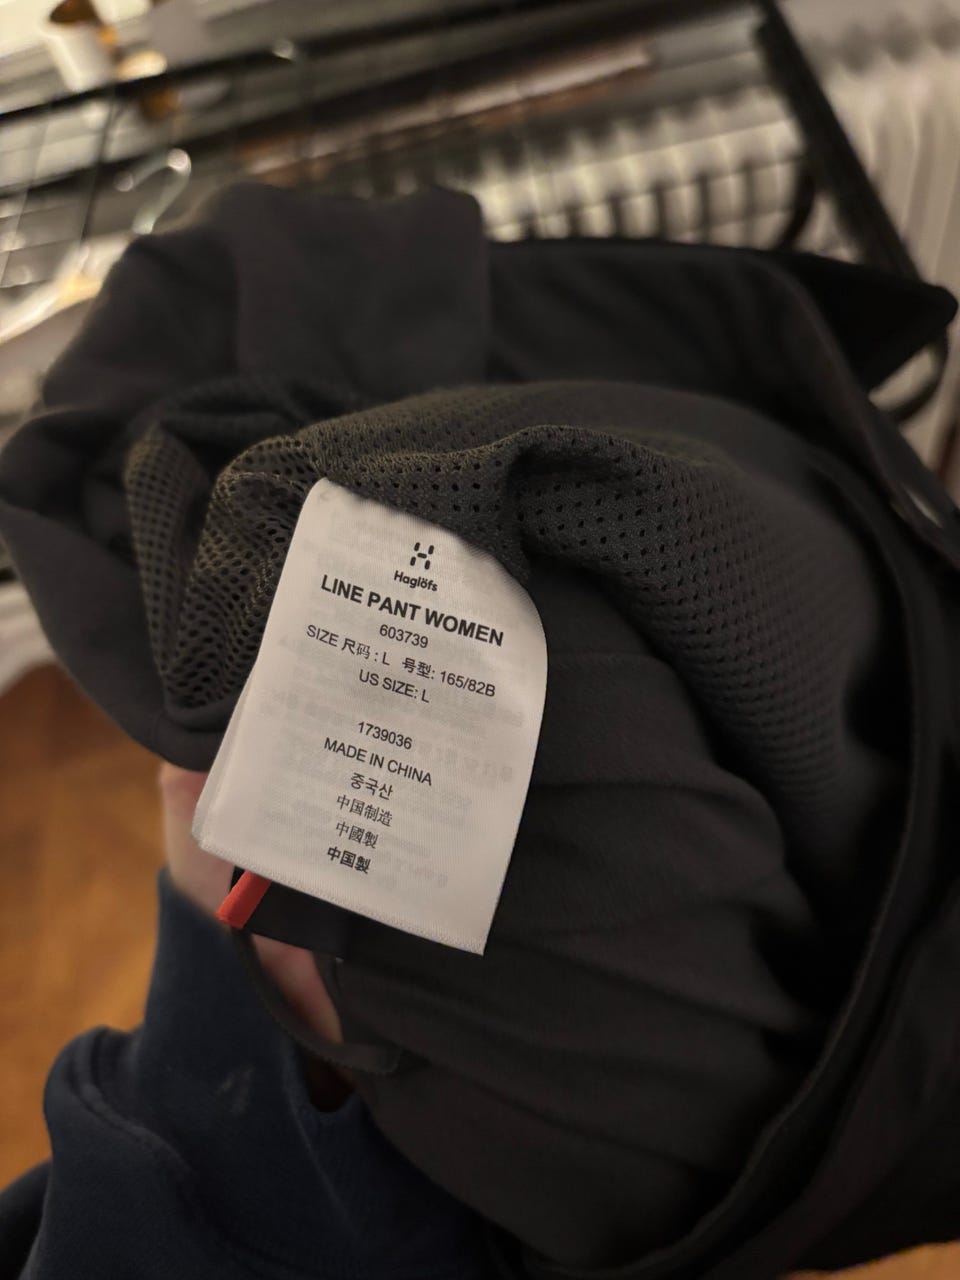 Haglöfs
LINE PANT WOMEN
603739
SIZE 尺码 : L 号型: 165/82B
US SIZE: L
1739036
MADE IN CHINA
중국산
中国制造
中國製
中国製